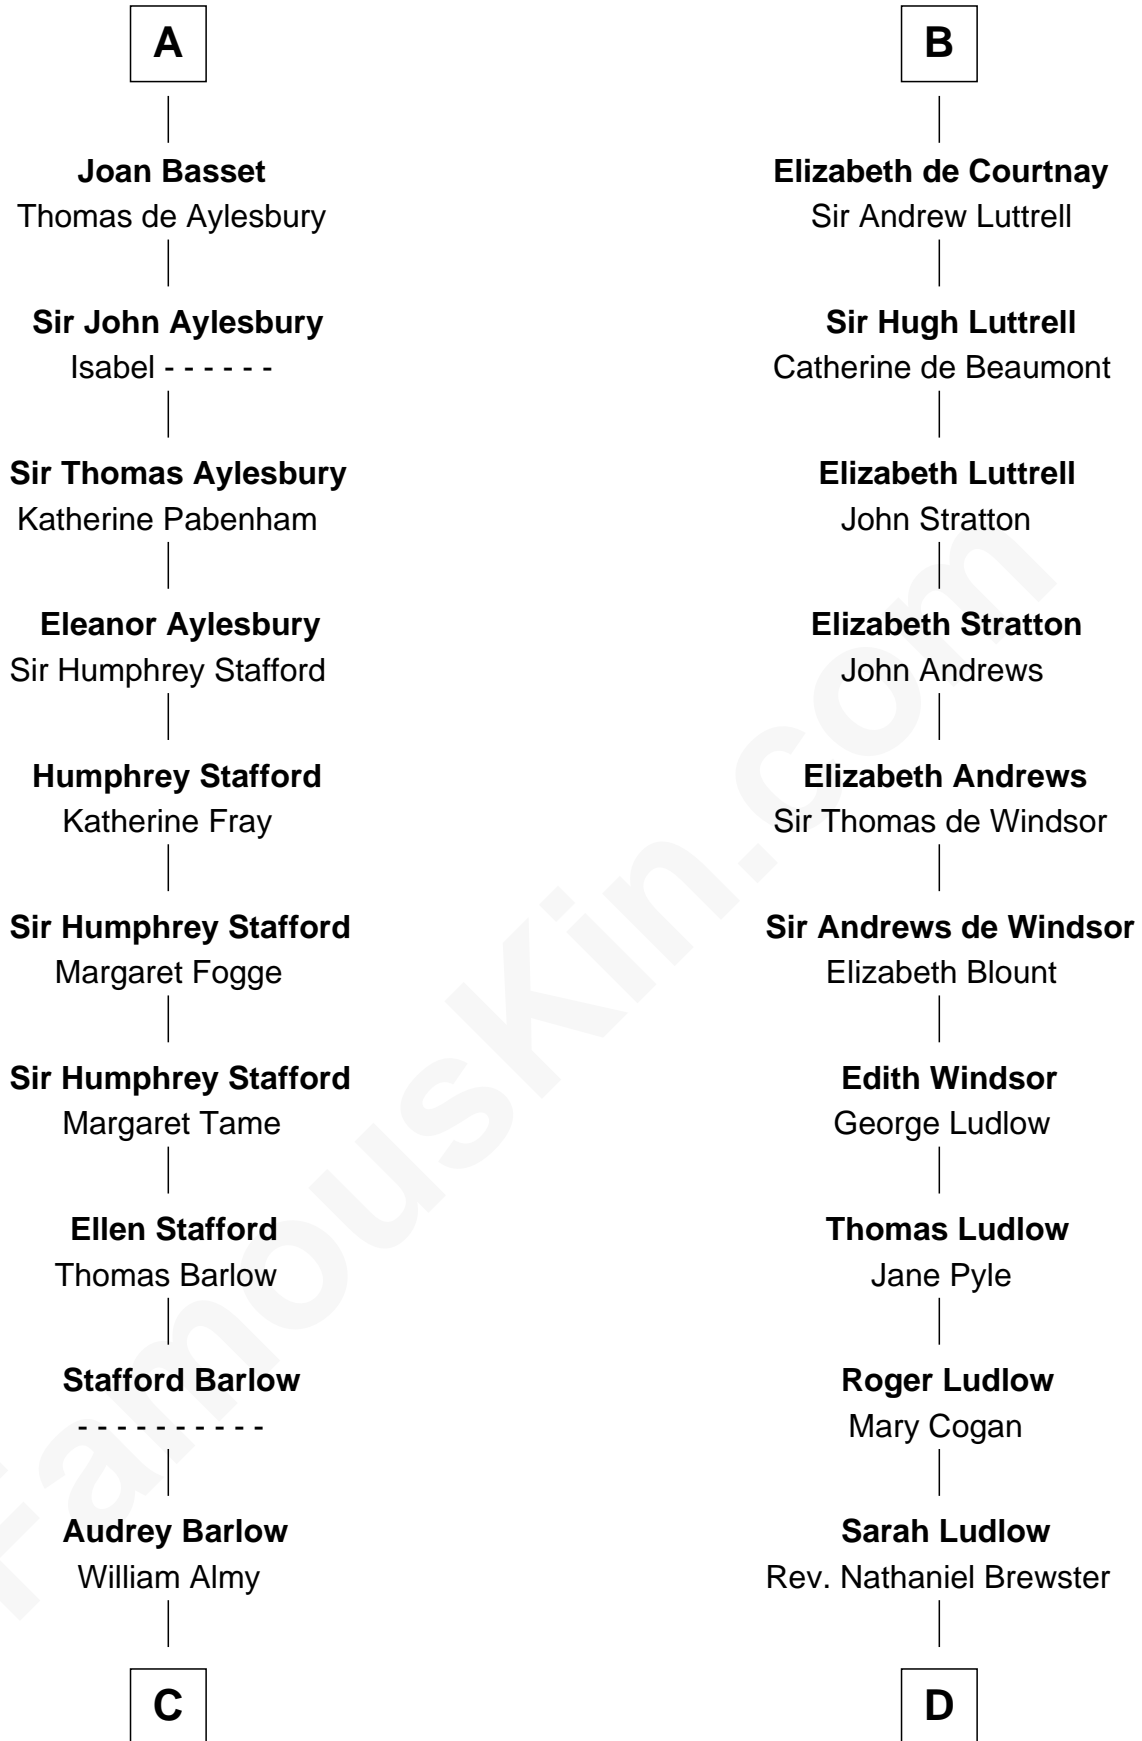 A
Joan Basset
Thomas de Aylesbury
Sir John Aylesbury
Isabel - - - - - -
Sir Thomas Aylesbury
Katherine Pabenham
Eleanor Aylesbury
Sir Humphrey Stafford
Humphrey Stafford
Katherine Fray
Sir Humphrey Stafford
Margaret Fogge
Sir Humphrey Stafford
Margaret Tame
Ellen Stafford
Thomas Barlow
Stafford Barlow
- - - - - - - - - -
Audrey Barlow
William Almy
C
B
Elizabeth de Courtnay
Sir Andrew Luttrell
Sir Hugh Luttrell
Catherine de Beaumont
Elizabeth Luttrell
John Stratton
Elizabeth Stratton
John Andrews
Elizabeth Andrews
Sir Thomas de Windsor
Sir Andrews de Windsor
Elizabeth Blount
Edith Windsor
George Ludlow
Thomas Ludlow
Jane Pyle
Roger Ludlow
Mary Cogan
Sarah Ludlow
Rev. Nathaniel Brewster
D
FamousKin.com